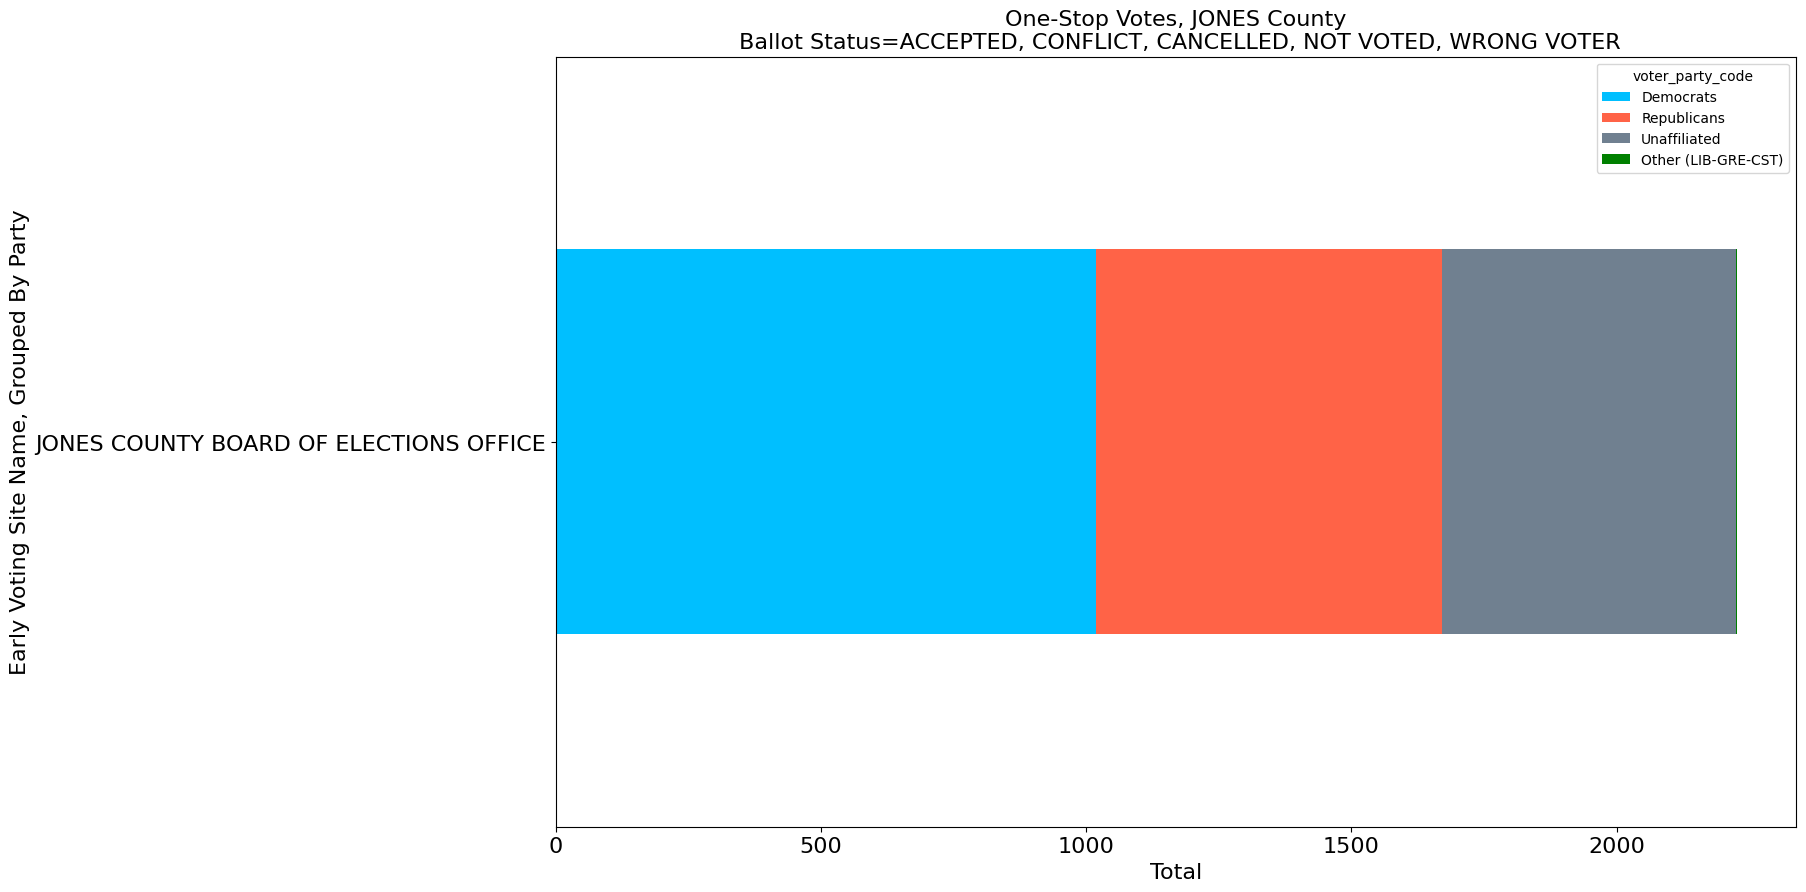 One-Stop Votes, JONES County
Ballot Status=ACCEPTED, CONFLICT, CANCELLED, NOT VOTED, WRONG VOTER
voter_party_code
Democrats
Republicans
Unaffiliated
Other (LIB-GRE-CST)
Early Voting Site Name, Grouped By Party
JONES COUNTY BOARD OF ELECTIONS OFFICE
0 500 1000 1500 2000
Total